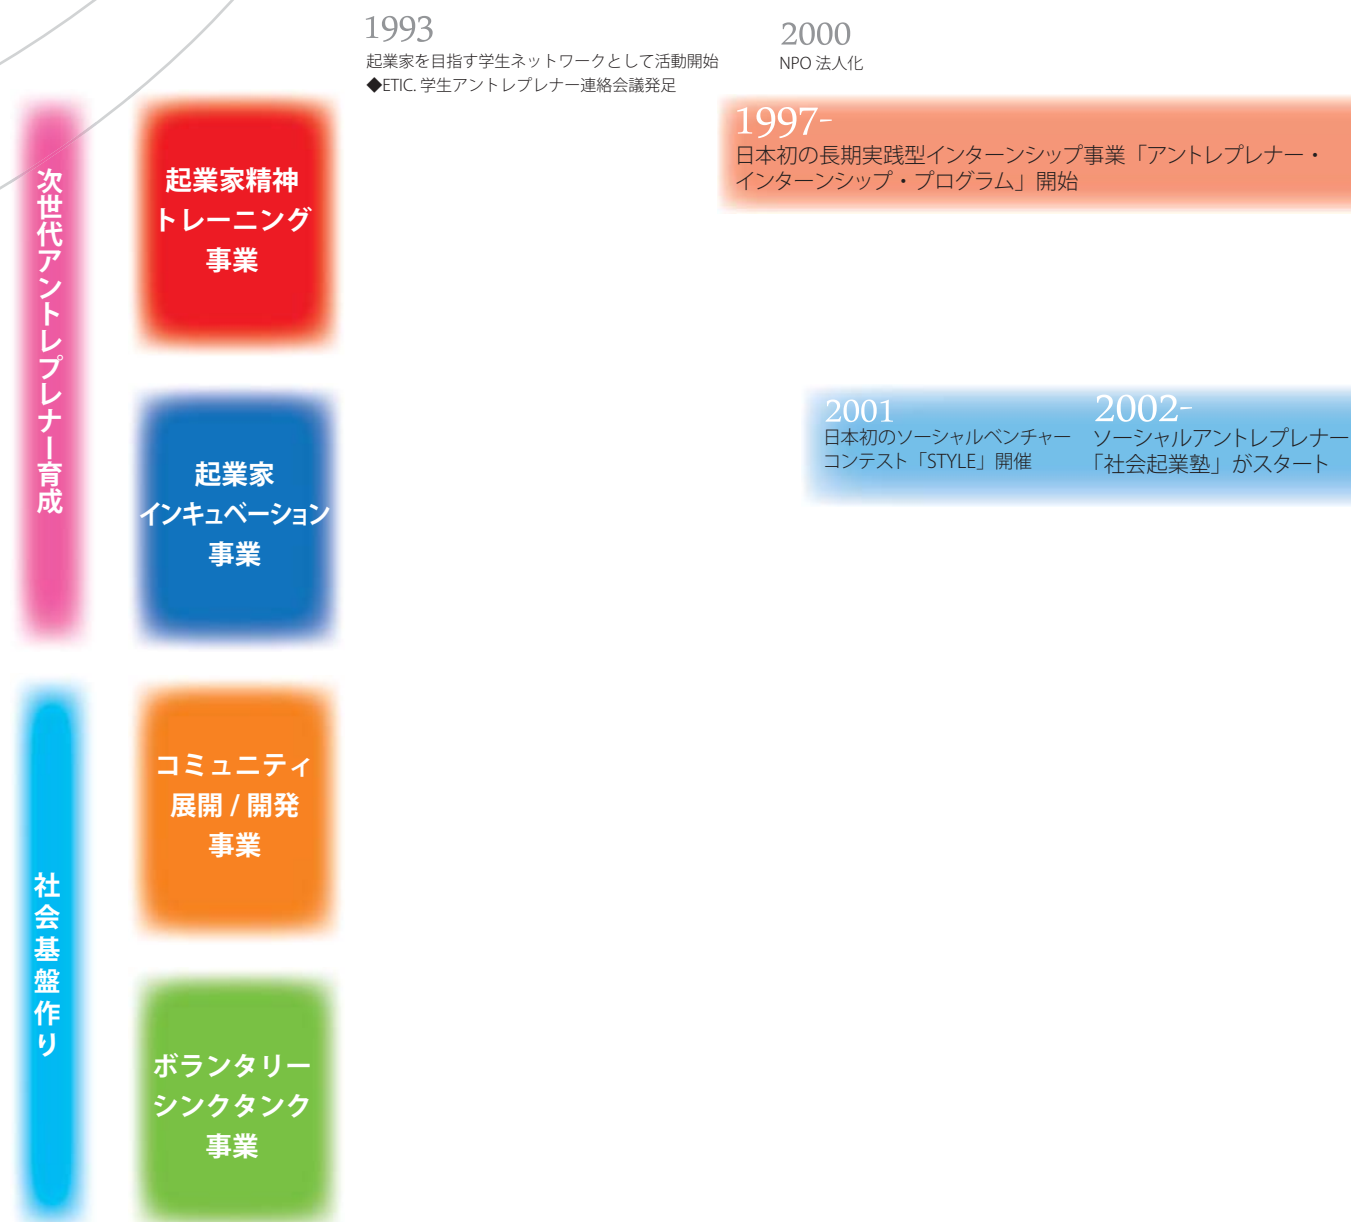 1993
起業家を目指す学生ネットワークとして活動開始
◆ETIC. 学生アントレプレナー連絡会議発足
2000
NPO 法人化
次世代アントレプレナー育成
起業家精神
トレーニング
事業
1997-
日本初の長期実践型インターンシップ事業「アントレプレナー・
インターンシップ・プログラム」開始
起業家
インキュベーション
事業
2001
日本初のソーシャルベンチャー
コンテスト「STYLE」開催
2002-
ソーシャルアントレプレナー
「社会起業塾」がスタート
社会基盤作り
コミュニティ
展開 / 開発
事業
ボランタリー
シンクタンク
事業